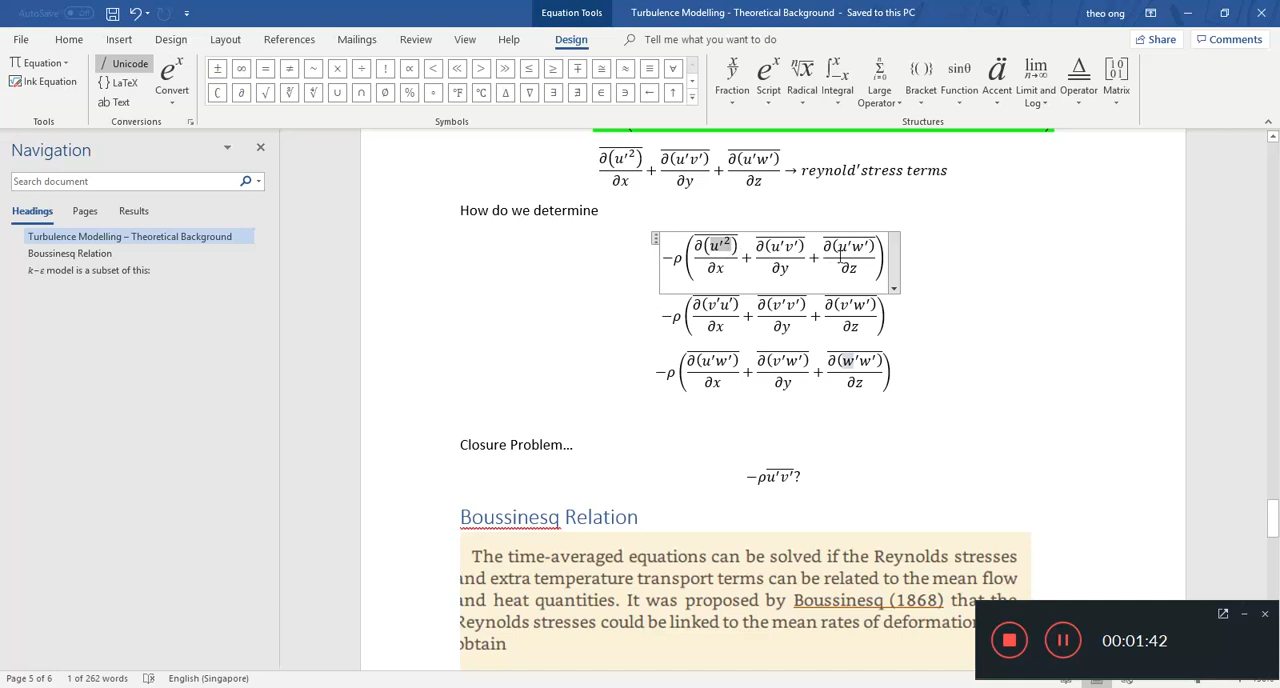 AutoSave Off
Equation Tools
Turbulence Modelling - Theoretical Background - Saved to this PC
theo ong
File Home Insert Design Layout References Mailings Review View Help Design Tell me what you want to do
Share Comments
Equation
Ink Equation
Tools
Unicode
LaTeX
ab Text
eˣ
Convert
Conversions
± ∞ = ≠ ~ × ÷ ! ∝ < ≪ > ≫ ≤ ≥ ∓ ≅ ≈ ≡ ∀
∁ ∂ √ ∛ ∜ ∪ ∩ ∅ % ° °F °C ∆ ∇ ∃ ∄ ∈ ∋ ← ↑
Symbols
Fraction Script Radical Integral Large Operator Bracket Function Accent Limit and Log Operator Matrix
Structures
Navigation
Search document
Headings Pages Results
Turbulence Modelling – Theoretical Background
Boussinesq Relation
k−ε model is a subset of this:
∂(u′²)/∂x + ∂(u′v′)/∂y + ∂(u′w′)/∂z → reynold′stress terms
How do we determine
−ρ(∂(u′²)/∂x + ∂(u′v′)/∂y + ∂(u′w′)/∂z)
−ρ(∂(v′u′)/∂x + ∂(v′v′)/∂y + ∂(v′w′)/∂z)
−ρ(∂(u′w′)/∂x + ∂(v′w′)/∂y + ∂(w′w′)/∂z)
Closure Problem...
−ρu′v′?
Boussinesq Relation
The time-averaged equations can be solved if the Reynolds stresses
and extra temperature transport terms can be related to the mean flow
and heat quantities. It was proposed by Boussinesq (1868) that the
Reynolds stresses could be linked to the mean rates of deformation
obtain
00:01:42
Page 5 of 6 1 of 262 words English (Singapore)